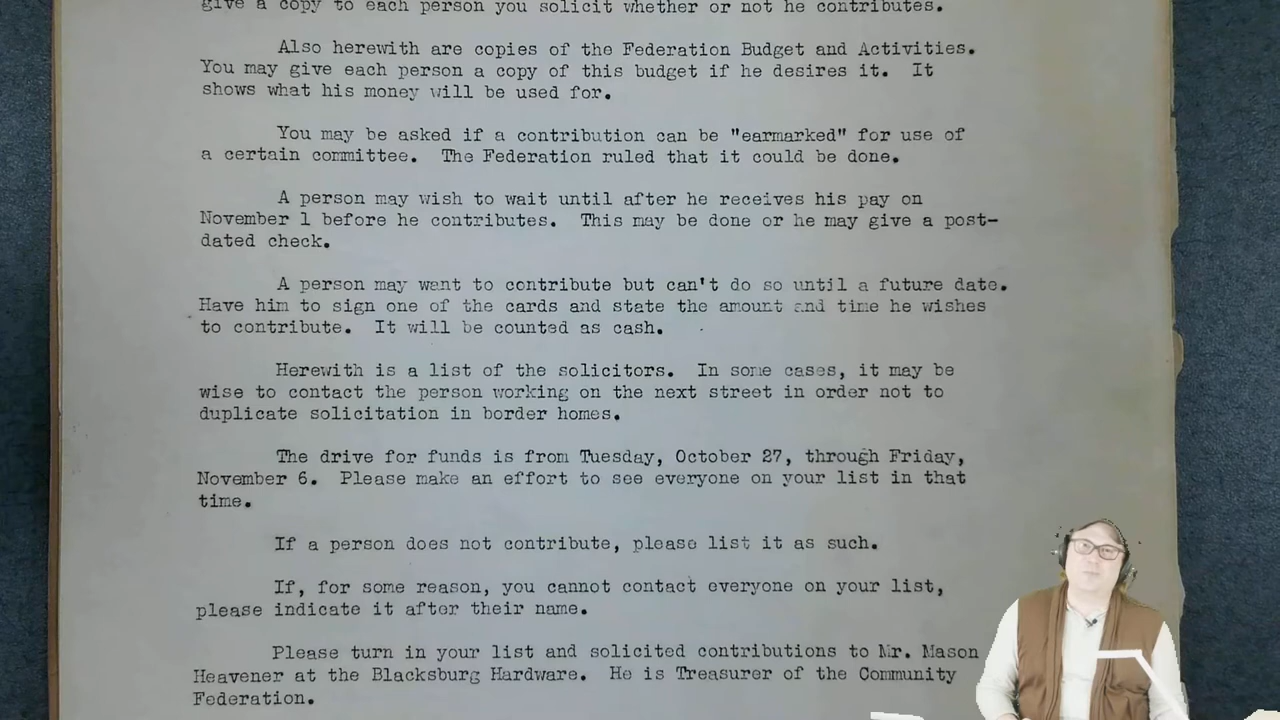 give a copy to each person you solicit whether or not he contributes.
Also herewith are copies of the Federation Budget and Activities.
You may give each person a copy of this budget if he desires it. It
shows what his money will be used for.
You may be asked if a contribution can be "earmarked" for use of
a certain committee. The Federation ruled that it could be done.
A person may wish to wait until after he receives his pay on
November 1 before he contributes. This may be done or he may give a post-
dated check.
A person may want to contribute but can't do so until a future date.
Have him to sign one of the cards and state the amount and time he wishes
to contribute. It will be counted as cash.
Herewith is a list of the solicitors. In some cases, it may be
wise to contact the person working on the next street in order not to
duplicate solicitation in border homes.
The drive for funds is from Tuesday, October 27, through Friday,
November 6. Please make an effort to see everyone on your list in that
time.
If a person does not contribute, please list it as such.
If, for some reason, you cannot contact everyone on your list,
please indicate it after their name.
Please turn in your list and solicited contributions to Mr. Mason
Heavener at the Blacksburg Hardware. He is Treasurer of the Community
Federation.